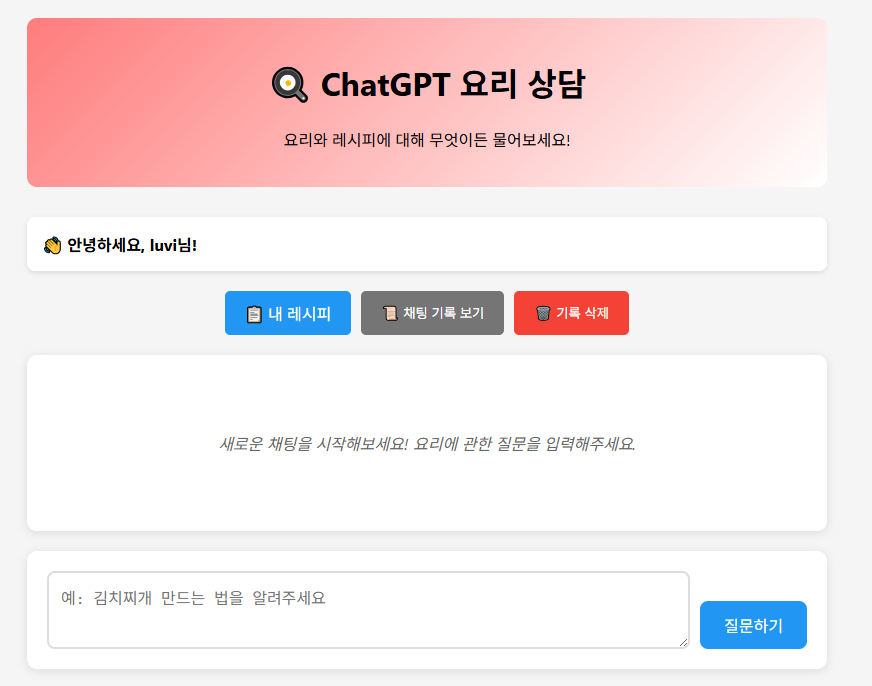 🍳 ChatGPT 요리 상담
요리와 레시피에 대해 무엇이든 물어보세요!
👋 안녕하세요, luvi님!
📋 내 레시피
📜 채팅 기록 보기
🗑️ 기록 삭제
새로운 채팅을 시작해보세요! 요리에 관한 질문을 입력해주세요.
예: 김치찌개 만드는 법을 알려주세요
질문하기